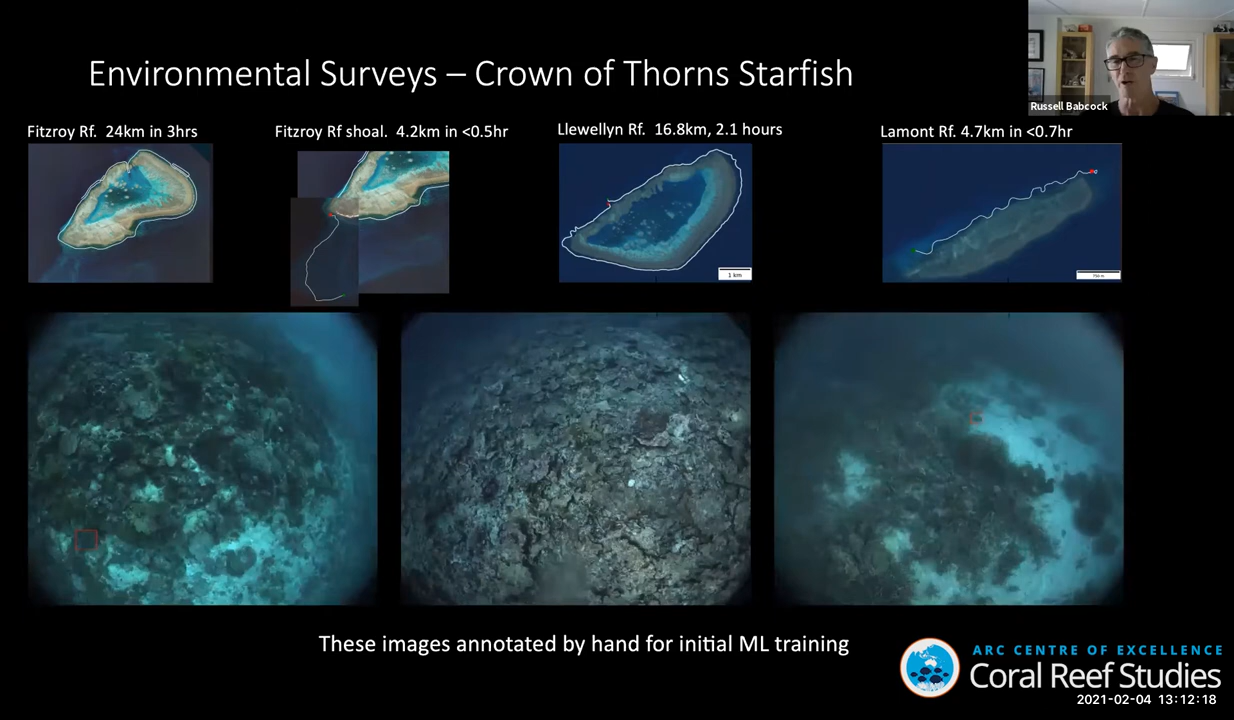 Environmental Surveys – Crown of Thorns Starfish
Russell Babcock
Fitzroy Rf. 24km in 3hrs
Fitzroy Rf shoal. 4.2km in <0.5hr
Llewellyn Rf. 16.8km, 2.1 hours
Lamont Rf. 4.7km in <0.7hr
1 km
These images annotated by hand for initial ML training
ARC CENTRE OF EXCELLENCE
Coral Reef Studies
2021-02-04 13:12:18